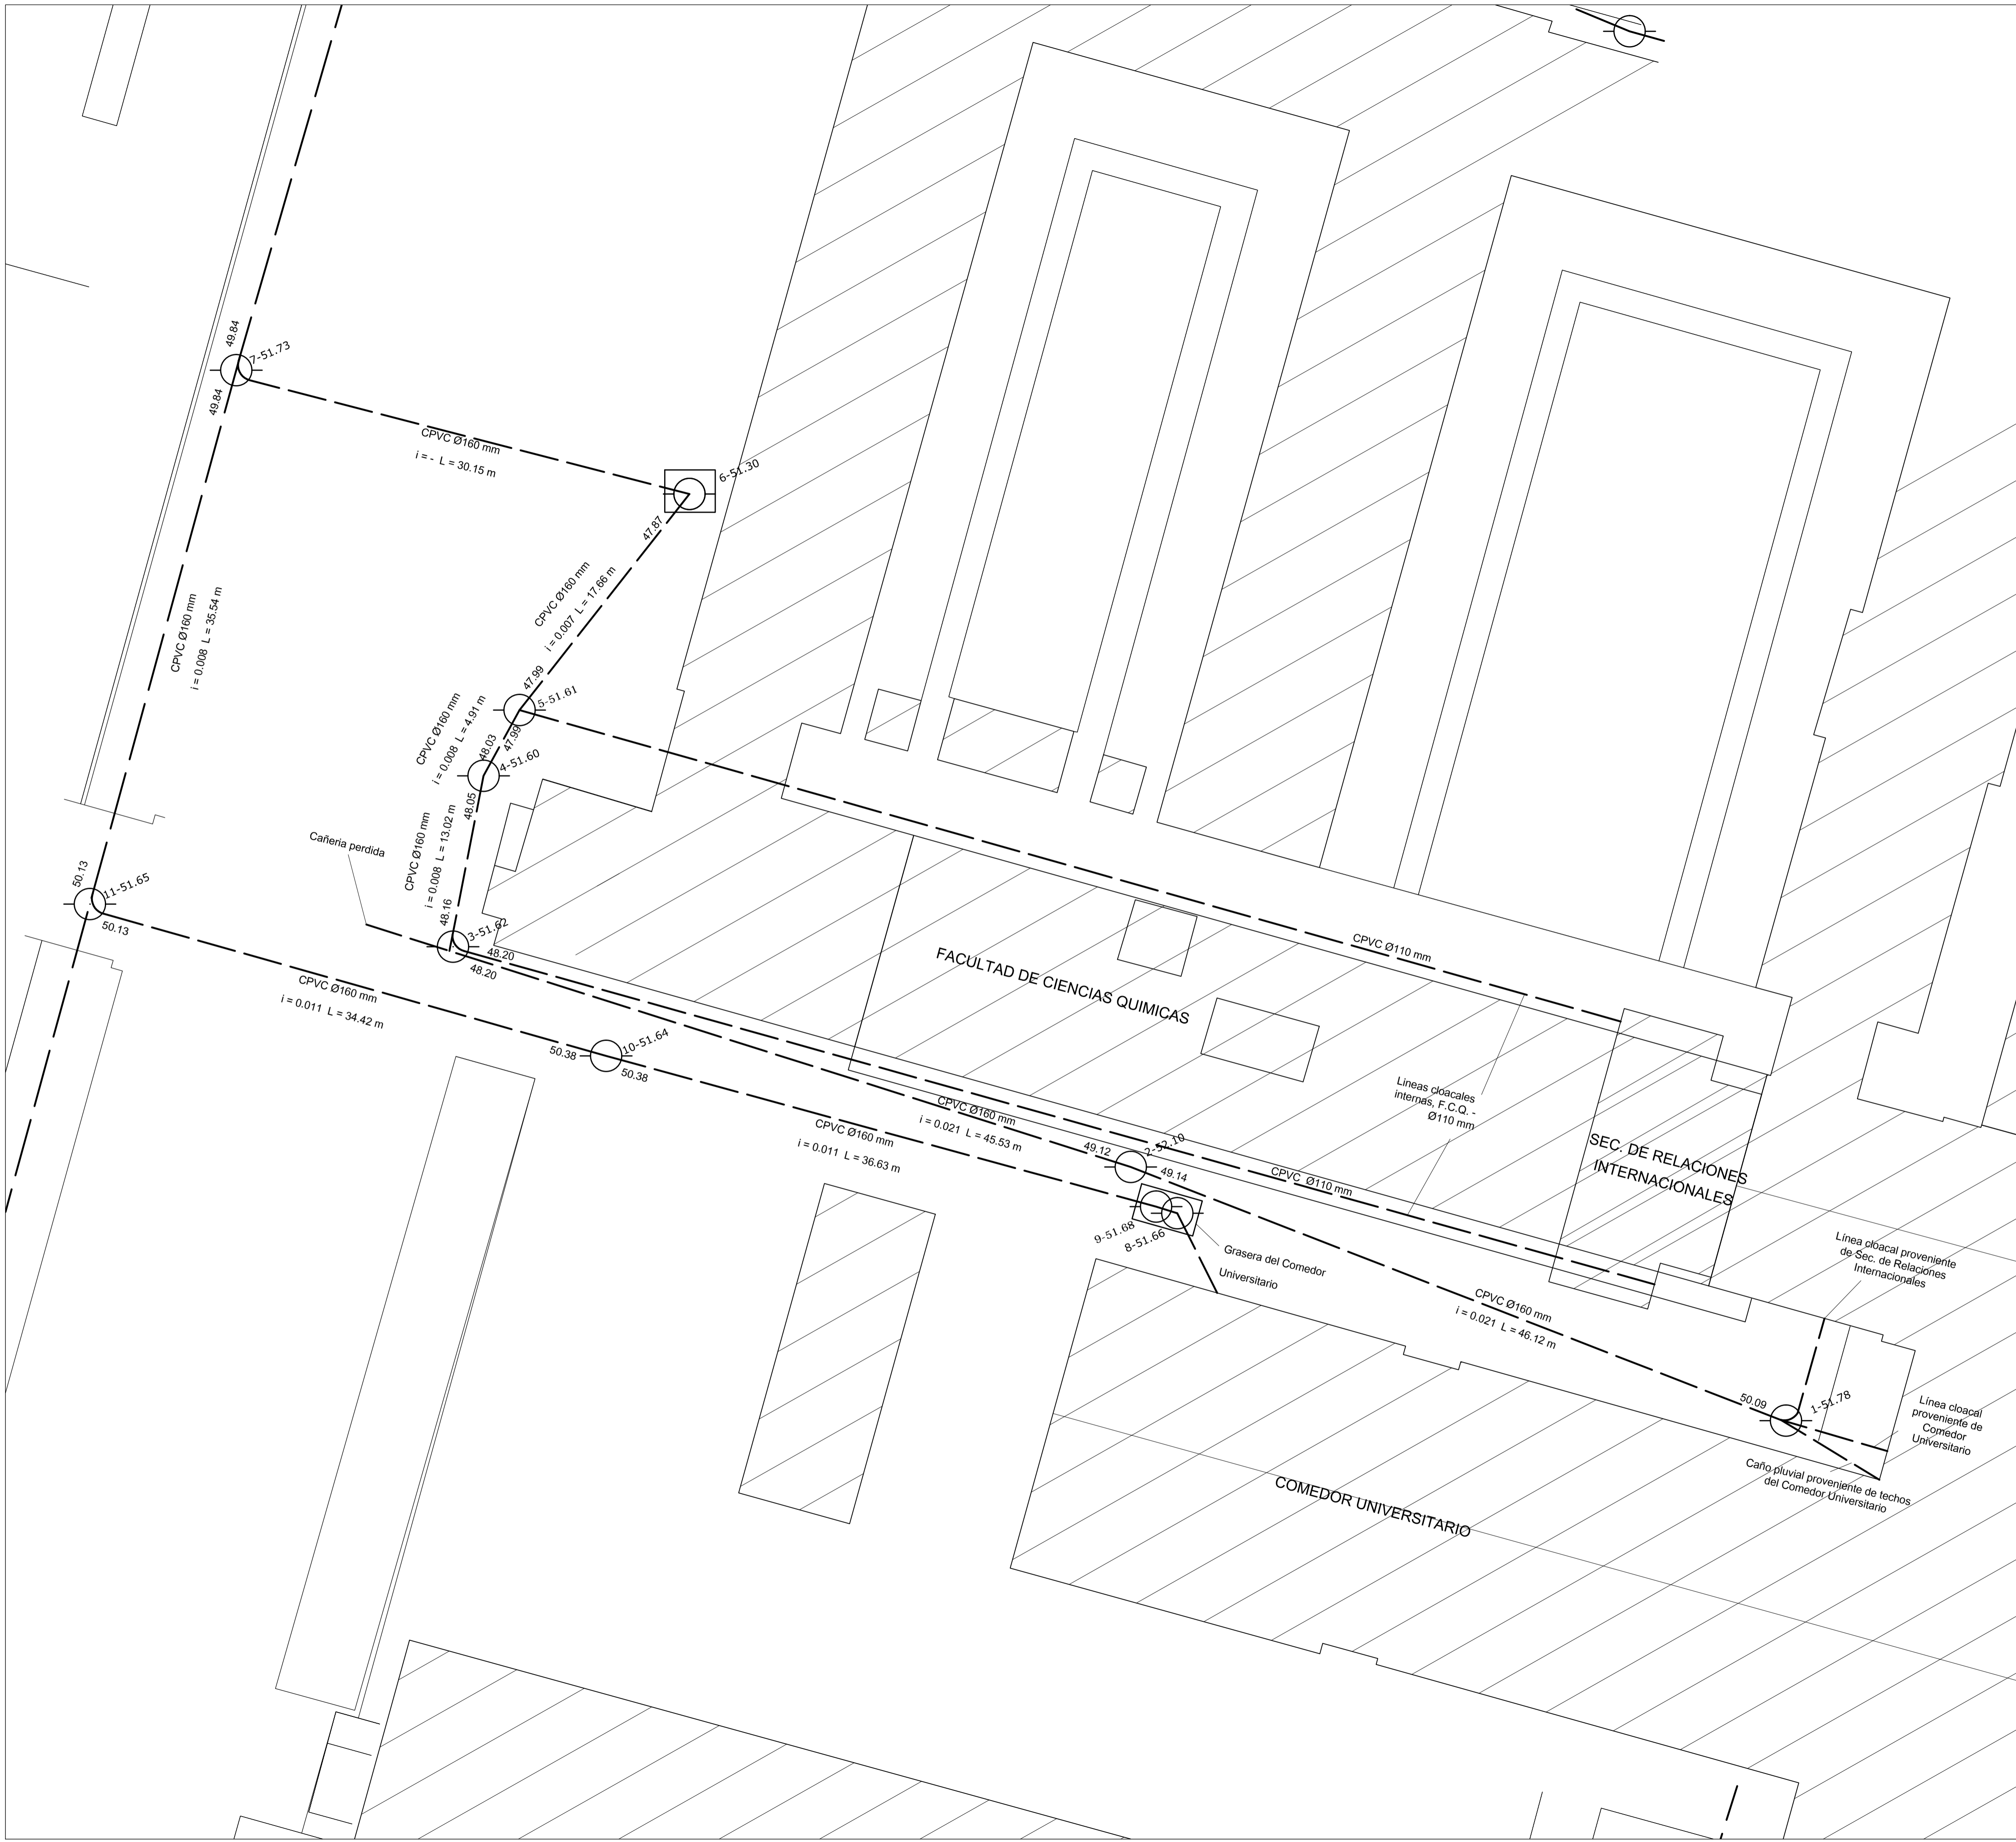 49.84
7-51.73
49.84
CPVC Ø160 mm
i = -  L = 30.15 m
6-51.30
47.87
CPVC Ø160 mm
i = 0.007  L = 17.66 m
CPVC Ø160 mm
i = 0.008  L = 35.54 m
47.99
5-51.61
CPVC Ø160 mm
i = 0.008  L = 4.91 m
47.99
48.03
4-51.60
48.05
CPVC Ø160 mm
i = 0.008  L = 13.02 m
Cañeria perdida
50.13
11-51.65
50.13
48.16
3-51.62
48.20
48.20
CPVC Ø110 mm
FACULTAD DE CIENCIAS QUIMICAS
CPVC Ø160 mm
i = 0.011  L = 34.42 m
10-51.64
50.38
50.38
Lineas cloacales
internas, F.C.Q. -
Ø110 mm
CPVC Ø160 mm
i = 0.021  L = 45.53 m
CPVC Ø160 mm
i = 0.011  L = 36.63 m
49.12
2-52.10
49.14
CPVC  Ø110 mm
SEC. DE RELACIONES
INTERNACIONALES
9-51.68
8-51.66
Grasera del Comedor
Universitario
Línea cloacal proveniente
de Sec. de Relaciones
Internacionales
CPVC Ø160 mm
i = 0.021  L = 46.12 m
50.09
1-51.78
Línea cloacal
proveniente de
Comedor
Universitario
Caño pluvial proveniente de techos
del Comedor Universitario
COMEDOR UNIVERSITARIO